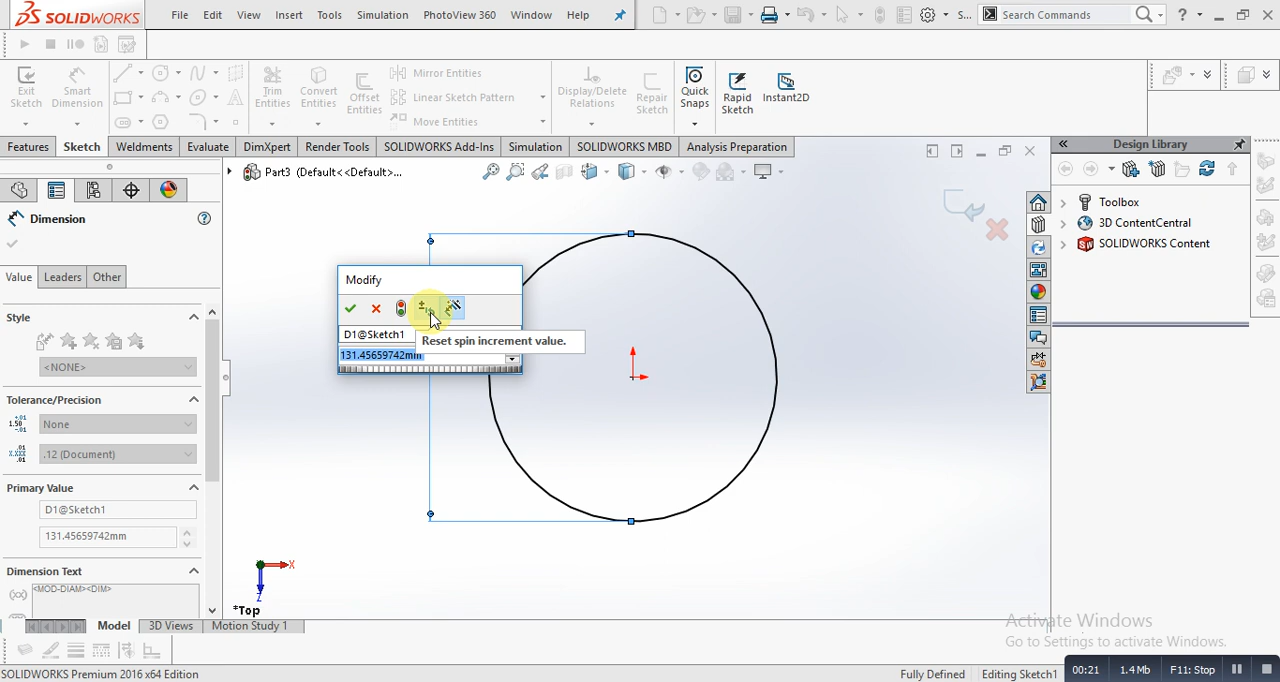 SOLIDWORKS
File Edit View Insert Tools Simulation PhotoView 360 Window Help
S...
Search Commands
?
Exit Sketch
Smart Dimension
Trim Entities
Convert Entities
Offset Entities
Mirror Entities
Linear Sketch Pattern
Move Entities
Display/Delete Relations
Repair Sketch
Quick Snaps
Rapid Sketch
Instant2D
Features Sketch Weldments Evaluate DimXpert Render Tools SOLIDWORKS Add-Ins Simulation SOLIDWORKS MBD Analysis Preparation
Part3 (Default<<Default>...
Design Library
Toolbox
3D ContentCentral
SOLIDWORKS Content
Dimension
Value Leaders Other
Style
<NONE>
Tolerance/Precision
None
.12 (Document)
Primary Value
D1@Sketch1
131.45659742mm
Dimension Text
<MOD-DIAM><DIM>
Modify
D1@Sketch1
Reset spin increment value.
131.45659742mm
X
Z
*Top
Model 3D Views Motion Study 1
Activate Windows
Go to Settings to activate Windows.
SOLIDWORKS Premium 2016 x64 Edition
Fully Defined
Editing Sketch1
00:21 1.4 Mb F11: Stop